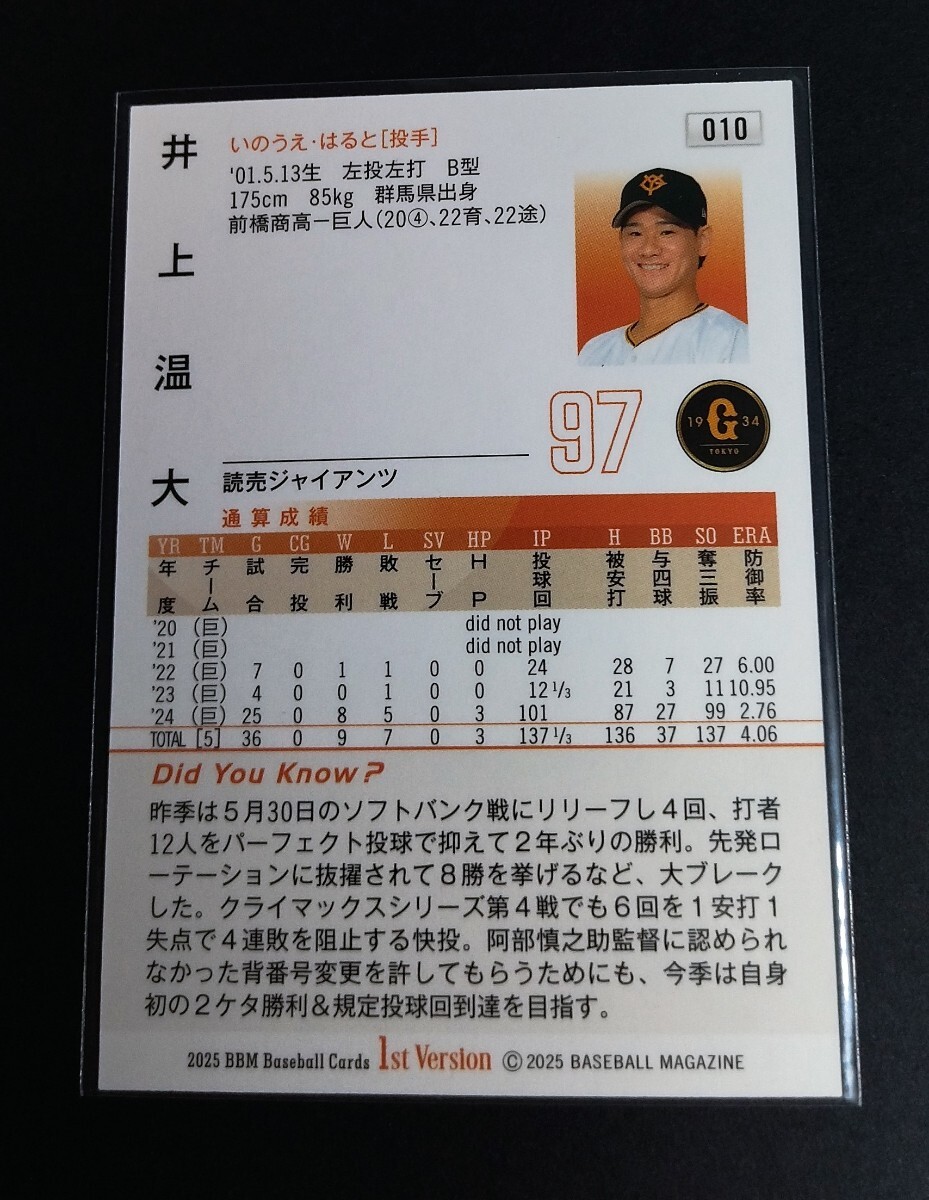 010
井上温大
いのうえ・はると[投手]
'01.5.13生 左投左打 B型
175cm 85kg 群馬県出身
前橋商高－巨人(20④、22育、22途)
YG
97
19 G 34
TOKYO
読売ジャイアンツ
通算成績
YR TM G CG W L SV HP IP H BB SO ERA
年度 チーム 試合 完投 勝利 敗戦 セーブ HP 投球回 被安打 与四球 奪三振 防御率
'20 (巨) did not play
'21 (巨) did not play
'22 (巨) 7 0 1 1 0 0 24 28 7 27 6.00
'23 (巨) 4 0 0 1 0 0 12 1/3 21 3 11 10.95
'24 (巨) 25 0 8 5 0 3 101 87 27 99 2.76
TOTAL [5] 36 0 9 7 0 3 137 1/3 136 37 137 4.06
Did You Know?
昨季は５月30日のソフトバンク戦にリリーフし４回、打者
12人をパーフェクト投球で抑えて２年ぶりの勝利。先発ロ
ーテーションに抜擢されて８勝を挙げるなど、大ブレーク
した。クライマックスシリーズ第４戦でも６回を１安打１
失点で４連敗を阻止する快投。阿部慎之助監督に認められ
なかった背番号変更を許してもらうためにも、今季は自身
初の２ケタ勝利＆規定投球回到達を目指す。
2025 BBM Baseball Cards 1st Version ©2025 BASEBALL MAGAZINE